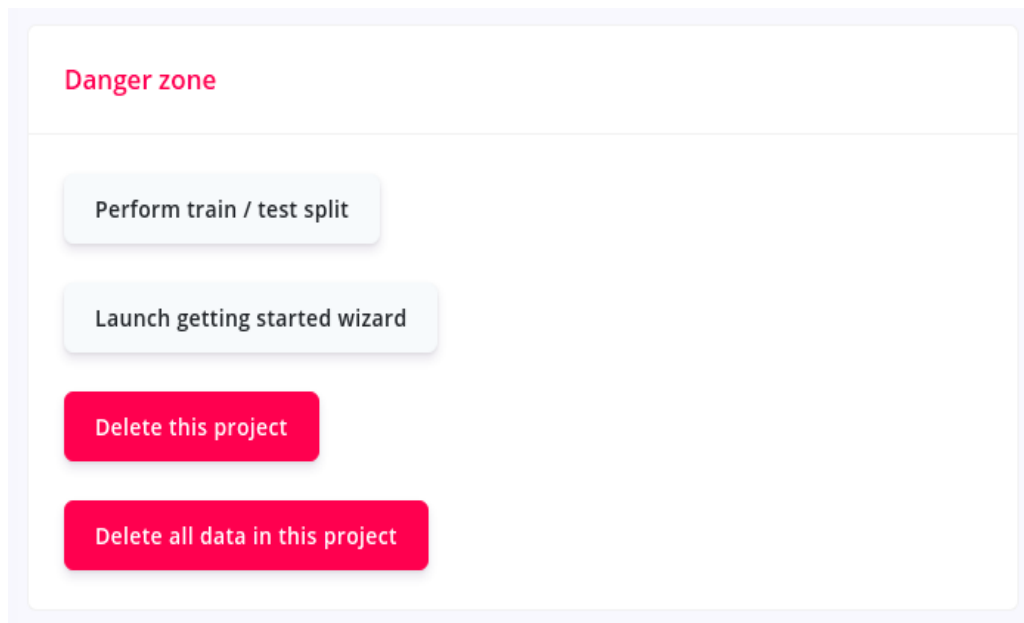 Danger zone
Perform train / test split
Launch getting started wizard
Delete this project
Delete all data in this project